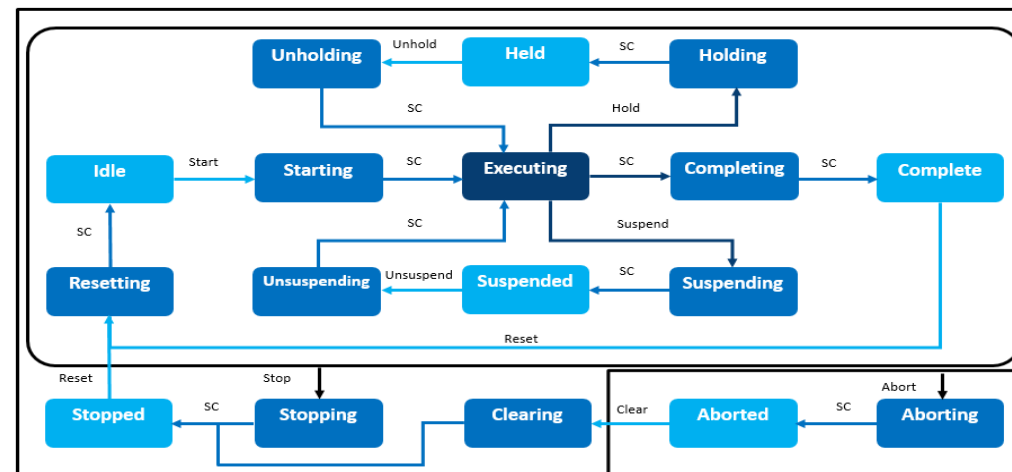 Unhold
SC
Unholding
Held
Holding
SC
Hold
Start
SC
SC
SC
Idle
Starting
Executing
Completing
Complete
SC
SC
Suspend
Unsuspend
SC
Resetting
Unsuspending
Suspended
Suspending
Reset
Reset
Stop
Abort
SC
Clear
SC
Stopped
Stopping
Clearing
Aborted
Aborting